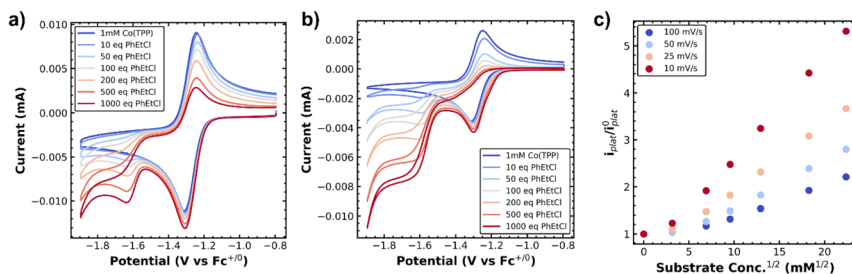 a)
0.010
0.005
0.000
−0.005
−0.010
Current (mA)
−1.8
−1.6
−1.4
−1.2
−1.0
−0.8
Potential (V vs Fc+/0)
1mM Co(TPP)
10 eq PhEtCl
50 eq PhEtCl
100 eq PhEtCl
200 eq PhEtCl
500 eq PhEtCl
1000 eq PhEtCl
b)
0.002
0.000
−0.002
−0.004
−0.006
−0.008
−0.010
Current (mA)
−1.8
−1.6
−1.4
−1.2
−1.0
−0.8
Potential (V vs Fc+/0)
1mM Co(TPP)
10 eq PhEtCl
50 eq PhEtCl
100 eq PhEtCl
200 eq PhEtCl
500 eq PhEtCl
1000 eq PhEtCl
c)
5
4
3
2
1
iplat/i0plat
0
5
10
15
20
Substrate Conc.1/2 (mM1/2)
100 mV/s
50 mV/s
25 mV/s
10 mV/s